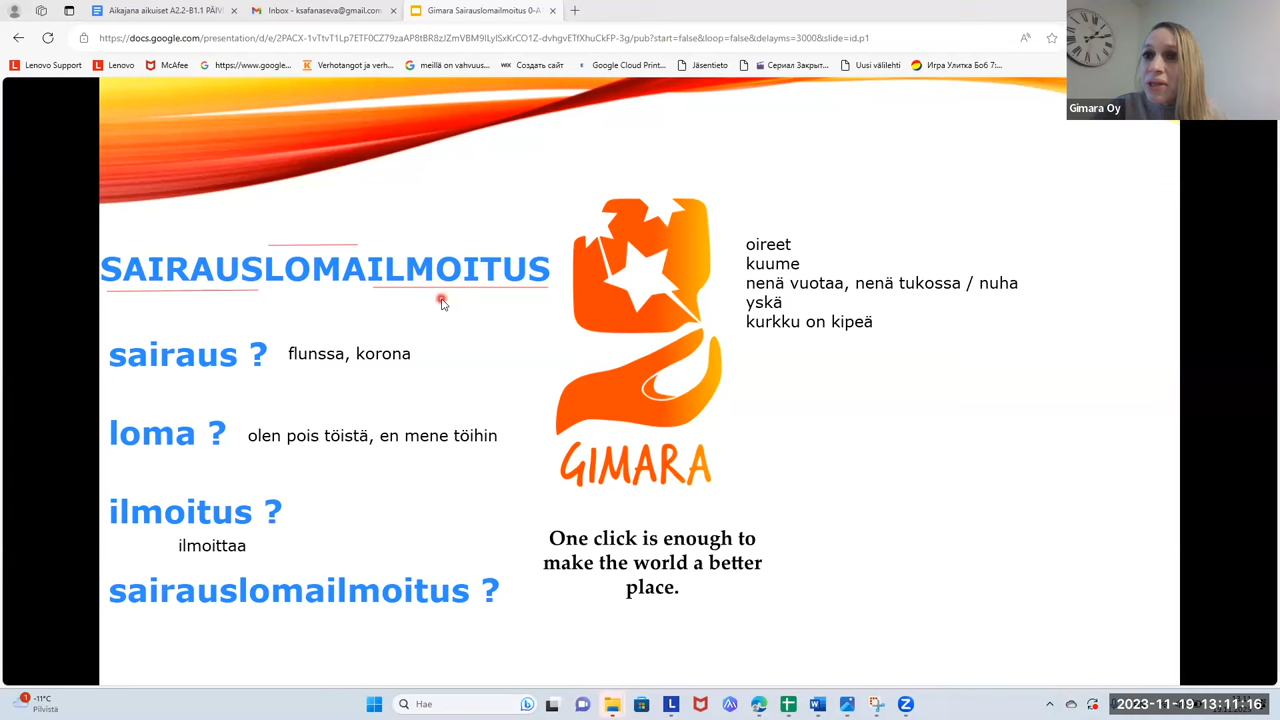 Aikajana aikuiset A2.2-B1.1 PÄIVÄ
Inbox - ksafanaseva@gmail.com
Gimara Sairauslomailmoitus 0-A
https://docs.google.com/presentation/d/e/2PACX-1vTtvT1Lp7ETF0CZ79zaAP8tBR8zJZmVBM9lLylSxKrCO1Z-dvhgvETfXhuCkFP-3g/pub?start=false&loop=false&delayms=3000&slide=id.p1
Lenovo Support
Lenovo
McAfee
https://www.google...
Verhotangot ja verh...
meillä on vahvuus...
Создать сайт
Google Cloud Print...
Jäsentieto
Сериал Закрыт...
Uusi välilehti
Игра Улитка Боб 7:...
Gimara Oy
SAIRAUSLOMAILMOITUS
sairaus ? flunssa, korona
loma ? olen pois töistä, en mene töihin
ilmoitus ?
ilmoittaa
sairauslomailmoitus ?
GIMARA
One click is enough to
make the world a better
place.
oireet
kuume
nenä vuotaa, nenä tukossa / nuha
yskä
kurkku on kipeä
-11°C
Pilvistä
Hae
2023-11-19 13:11:16